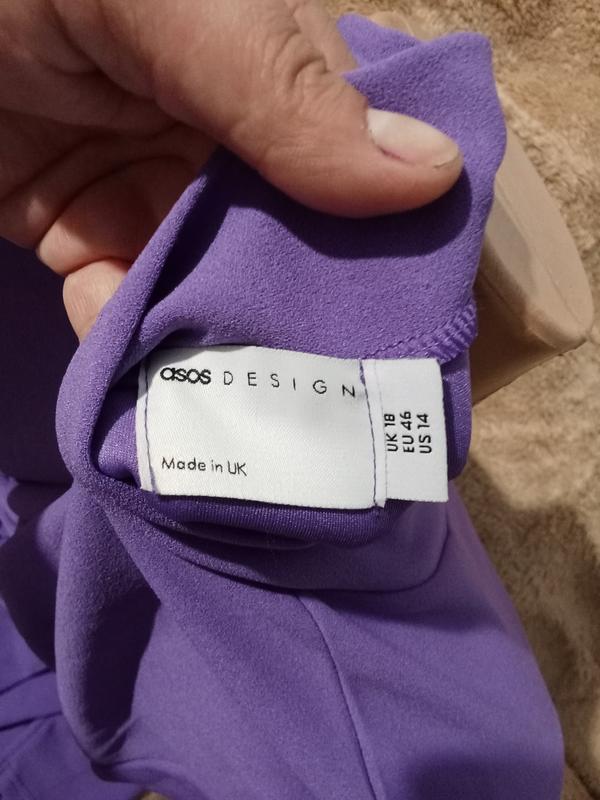 asos DESIGN
Made in UK
UK 18
EU 46
US 14